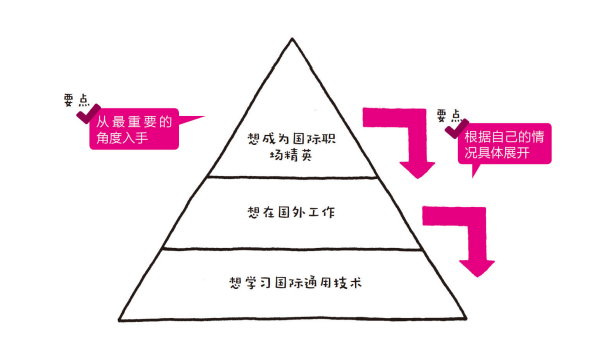 要点
从最重要的
角度入手
想成为国际职
场精英
要点
根据自己的情
况具体展开
想在国外工作
想学习国际通用技术